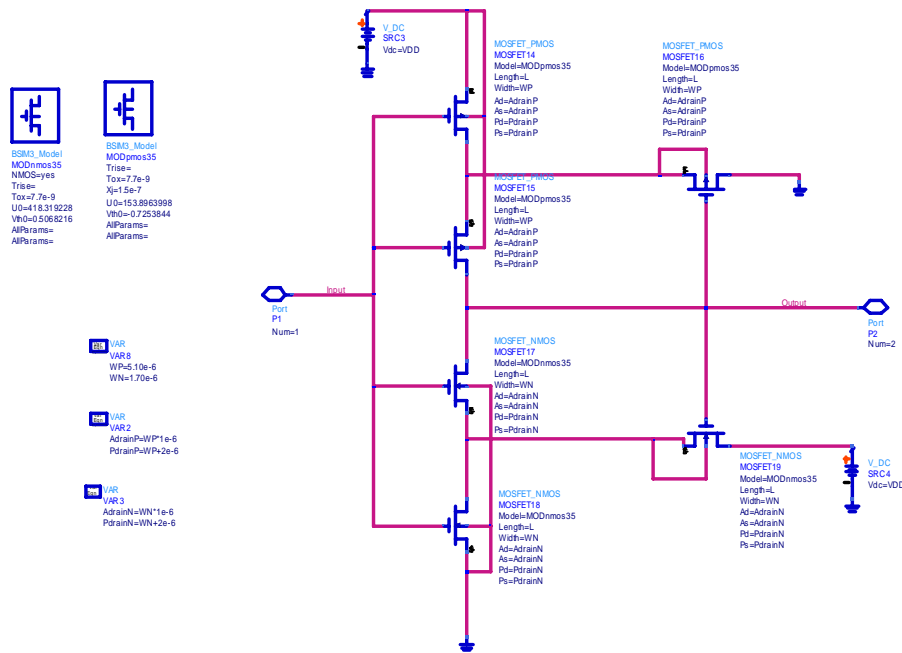 V_DC
SRC3
Vdc=VDD
MOSFET_PMOS
MOSFET14
Model=MODpmos35
Length=L
Width=WP
Ad=AdrainP
As=AdrainP
Pd=PdrainP
Ps=PdrainP
MOSFET_PMOS
MOSFET16
Model=MODpmos35
Length=L
Width=WP
Ad=AdrainP
As=AdrainP
Pd=PdrainP
Ps=PdrainP
BSIM3_Model
MODnmos35
NMOS=yes
Trise=
Tox=7.7e-9
U0=418.319228
Vth0=0.5068216
AllParams=
BSIM3_Model
MODpmos35
Trise=
Tox=7.7e-9
Xj=1.5e-7
U0=153.8963998
Vth0=-0.7253844
AllParams=
AllParams=
MOSFET_PMOS
MOSFET15
Model=MODpmos35
Length=L
Width=WP
Ad=AdrainP
As=AdrainP
Pd=PdrainP
Ps=PdrainP
Input
Port
P1
Num=1
Output
Port
P2
Num=2
VAR
VAR8
WP=5.10e-6
WN=1.70e-6
VAR
VAR2
AdrainP=WP*1e-6
PdrainP=WP+2e-6
VAR
VAR3
AdrainN=WN*1e-6
PdrainN=WN+2e-6
MOSFET_NMOS
MOSFET17
Model=MODnmos35
Length=L
Width=WN
Ad=AdrainN
As=AdrainN
Pd=PdrainN
Ps=PdrainN
MOSFET_NMOS
MOSFET19
Model=MODnmos35
Length=L
Width=WN
Ad=AdrainN
As=AdrainN
Pd=PdrainN
Ps=PdrainN
V_DC
SRC4
Vdc=VDD
MOSFET_NMOS
MOSFET18
Model=MODnmos35
Length=L
Width=WN
Ad=AdrainN
As=AdrainN
Pd=PdrainN
Ps=PdrainN